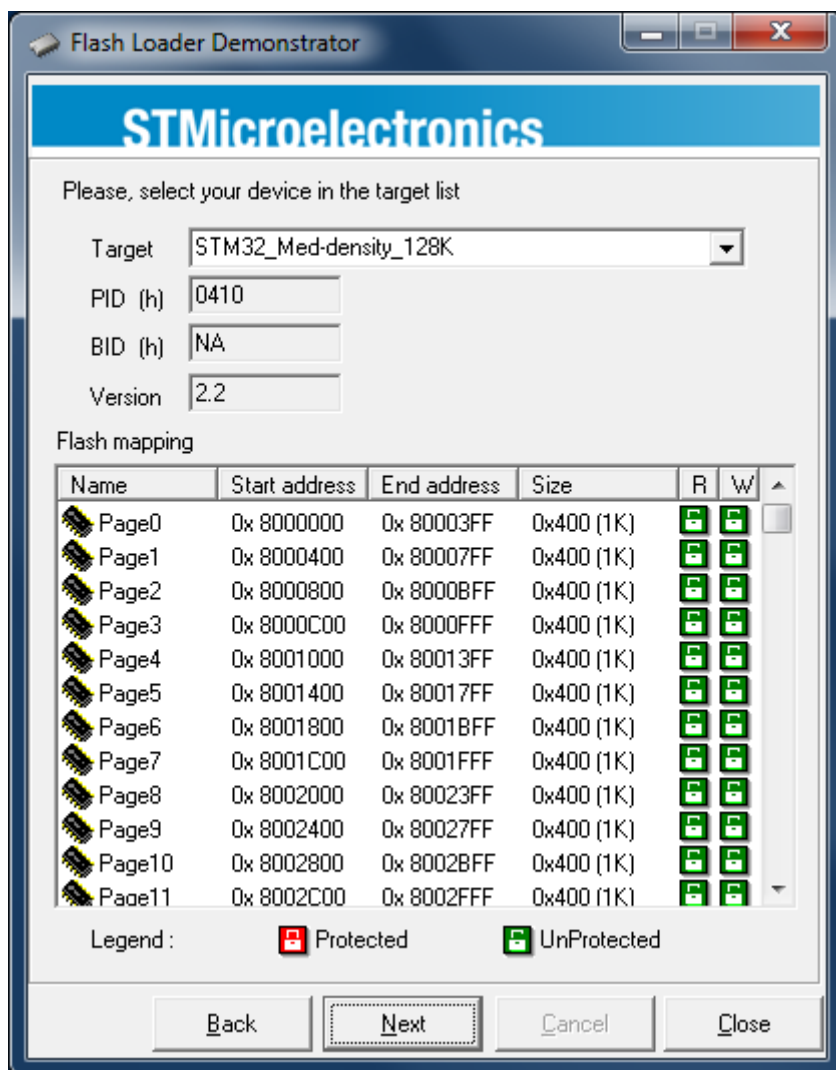 Flash Loader Demonstrator
STMicroelectronics
Please, select your device in the target list
Target STM32_Med-density_128K
PID (h) 0410
BID (h) NA
Version 2.2
Flash mapping
Name Start address End address Size R W
Page0 0x 8000000 0x 80003FF 0x400 (1K)
Page1 0x 8000400 0x 80007FF 0x400 (1K)
Page2 0x 8000800 0x 8000BFF 0x400 (1K)
Page3 0x 8000C00 0x 8000FFF 0x400 (1K)
Page4 0x 8001000 0x 80013FF 0x400 (1K)
Page5 0x 8001400 0x 80017FF 0x400 (1K)
Page6 0x 8001800 0x 8001BFF 0x400 (1K)
Page7 0x 8001C00 0x 8001FFF 0x400 (1K)
Page8 0x 8002000 0x 80023FF 0x400 (1K)
Page9 0x 8002400 0x 80027FF 0x400 (1K)
Page10 0x 8002800 0x 8002BFF 0x400 (1K)
Page11 0x 8002C00 0x 8002FFF 0x400 (1K)
Legend : Protected UnProtected
Back Next Cancel Close